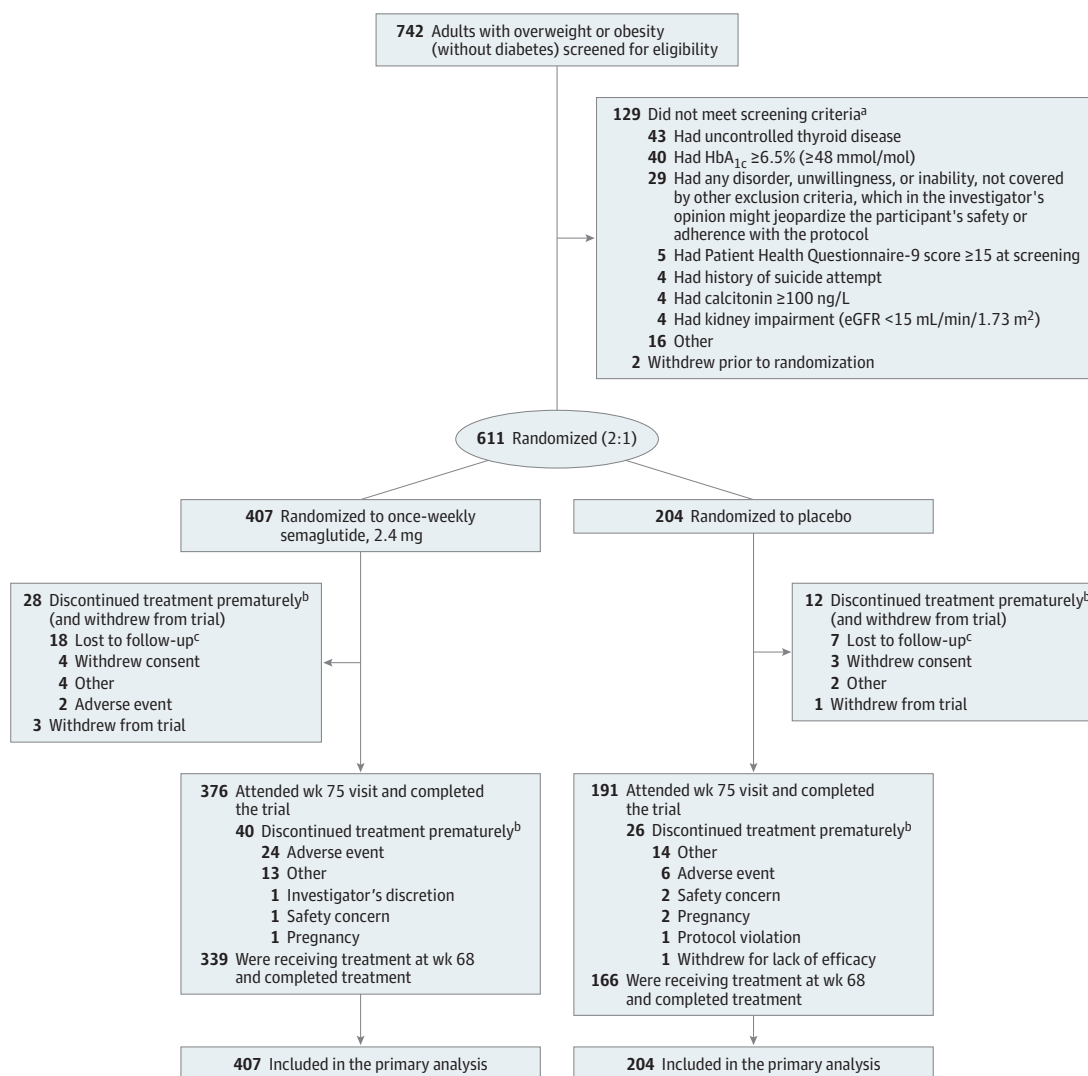 742 Adults with overweight or obesity
(without diabetes) screened for eligibility
129 Did not meet screening criteriaᵃ
43 Had uncontrolled thyroid disease
40 Had HbA1c ≥6.5% (≥48 mmol/mol)
29 Had any disorder, unwillingness, or inability, not covered
by other exclusion criteria, which in the investigator's
opinion might jeopardize the participant's safety or
adherence with the protocol
5 Had Patient Health Questionnaire-9 score ≥15 at screening
4 Had history of suicide attempt
4 Had calcitonin ≥100 ng/L
4 Had kidney impairment (eGFR <15 mL/min/1.73 m²)
16 Other
2 Withdrew prior to randomization
611 Randomized (2:1)
407 Randomized to once-weekly
semaglutide, 2.4 mg
204 Randomized to placebo
28 Discontinued treatment prematurelyᵇ
(and withdrew from trial)
18 Lost to follow-upᶜ
4 Withdrew consent
4 Other
2 Adverse event
3 Withdrew from trial
12 Discontinued treatment prematurelyᵇ
(and withdrew from trial)
7 Lost to follow-upᶜ
3 Withdrew consent
2 Other
1 Withdrew from trial
376 Attended wk 75 visit and completed
the trial
40 Discontinued treatment prematurelyᵇ
24 Adverse event
13 Other
1 Investigator's discretion
1 Safety concern
1 Pregnancy
339 Were receiving treatment at wk 68
and completed treatment
191 Attended wk 75 visit and completed
the trial
26 Discontinued treatment prematurelyᵇ
14 Other
6 Adverse event
2 Safety concern
2 Pregnancy
1 Protocol violation
1 Withdrew for lack of efficacy
166 Were receiving treatment at wk 68
and completed treatment
407 Included in the primary analysis
204 Included in the primary analysis